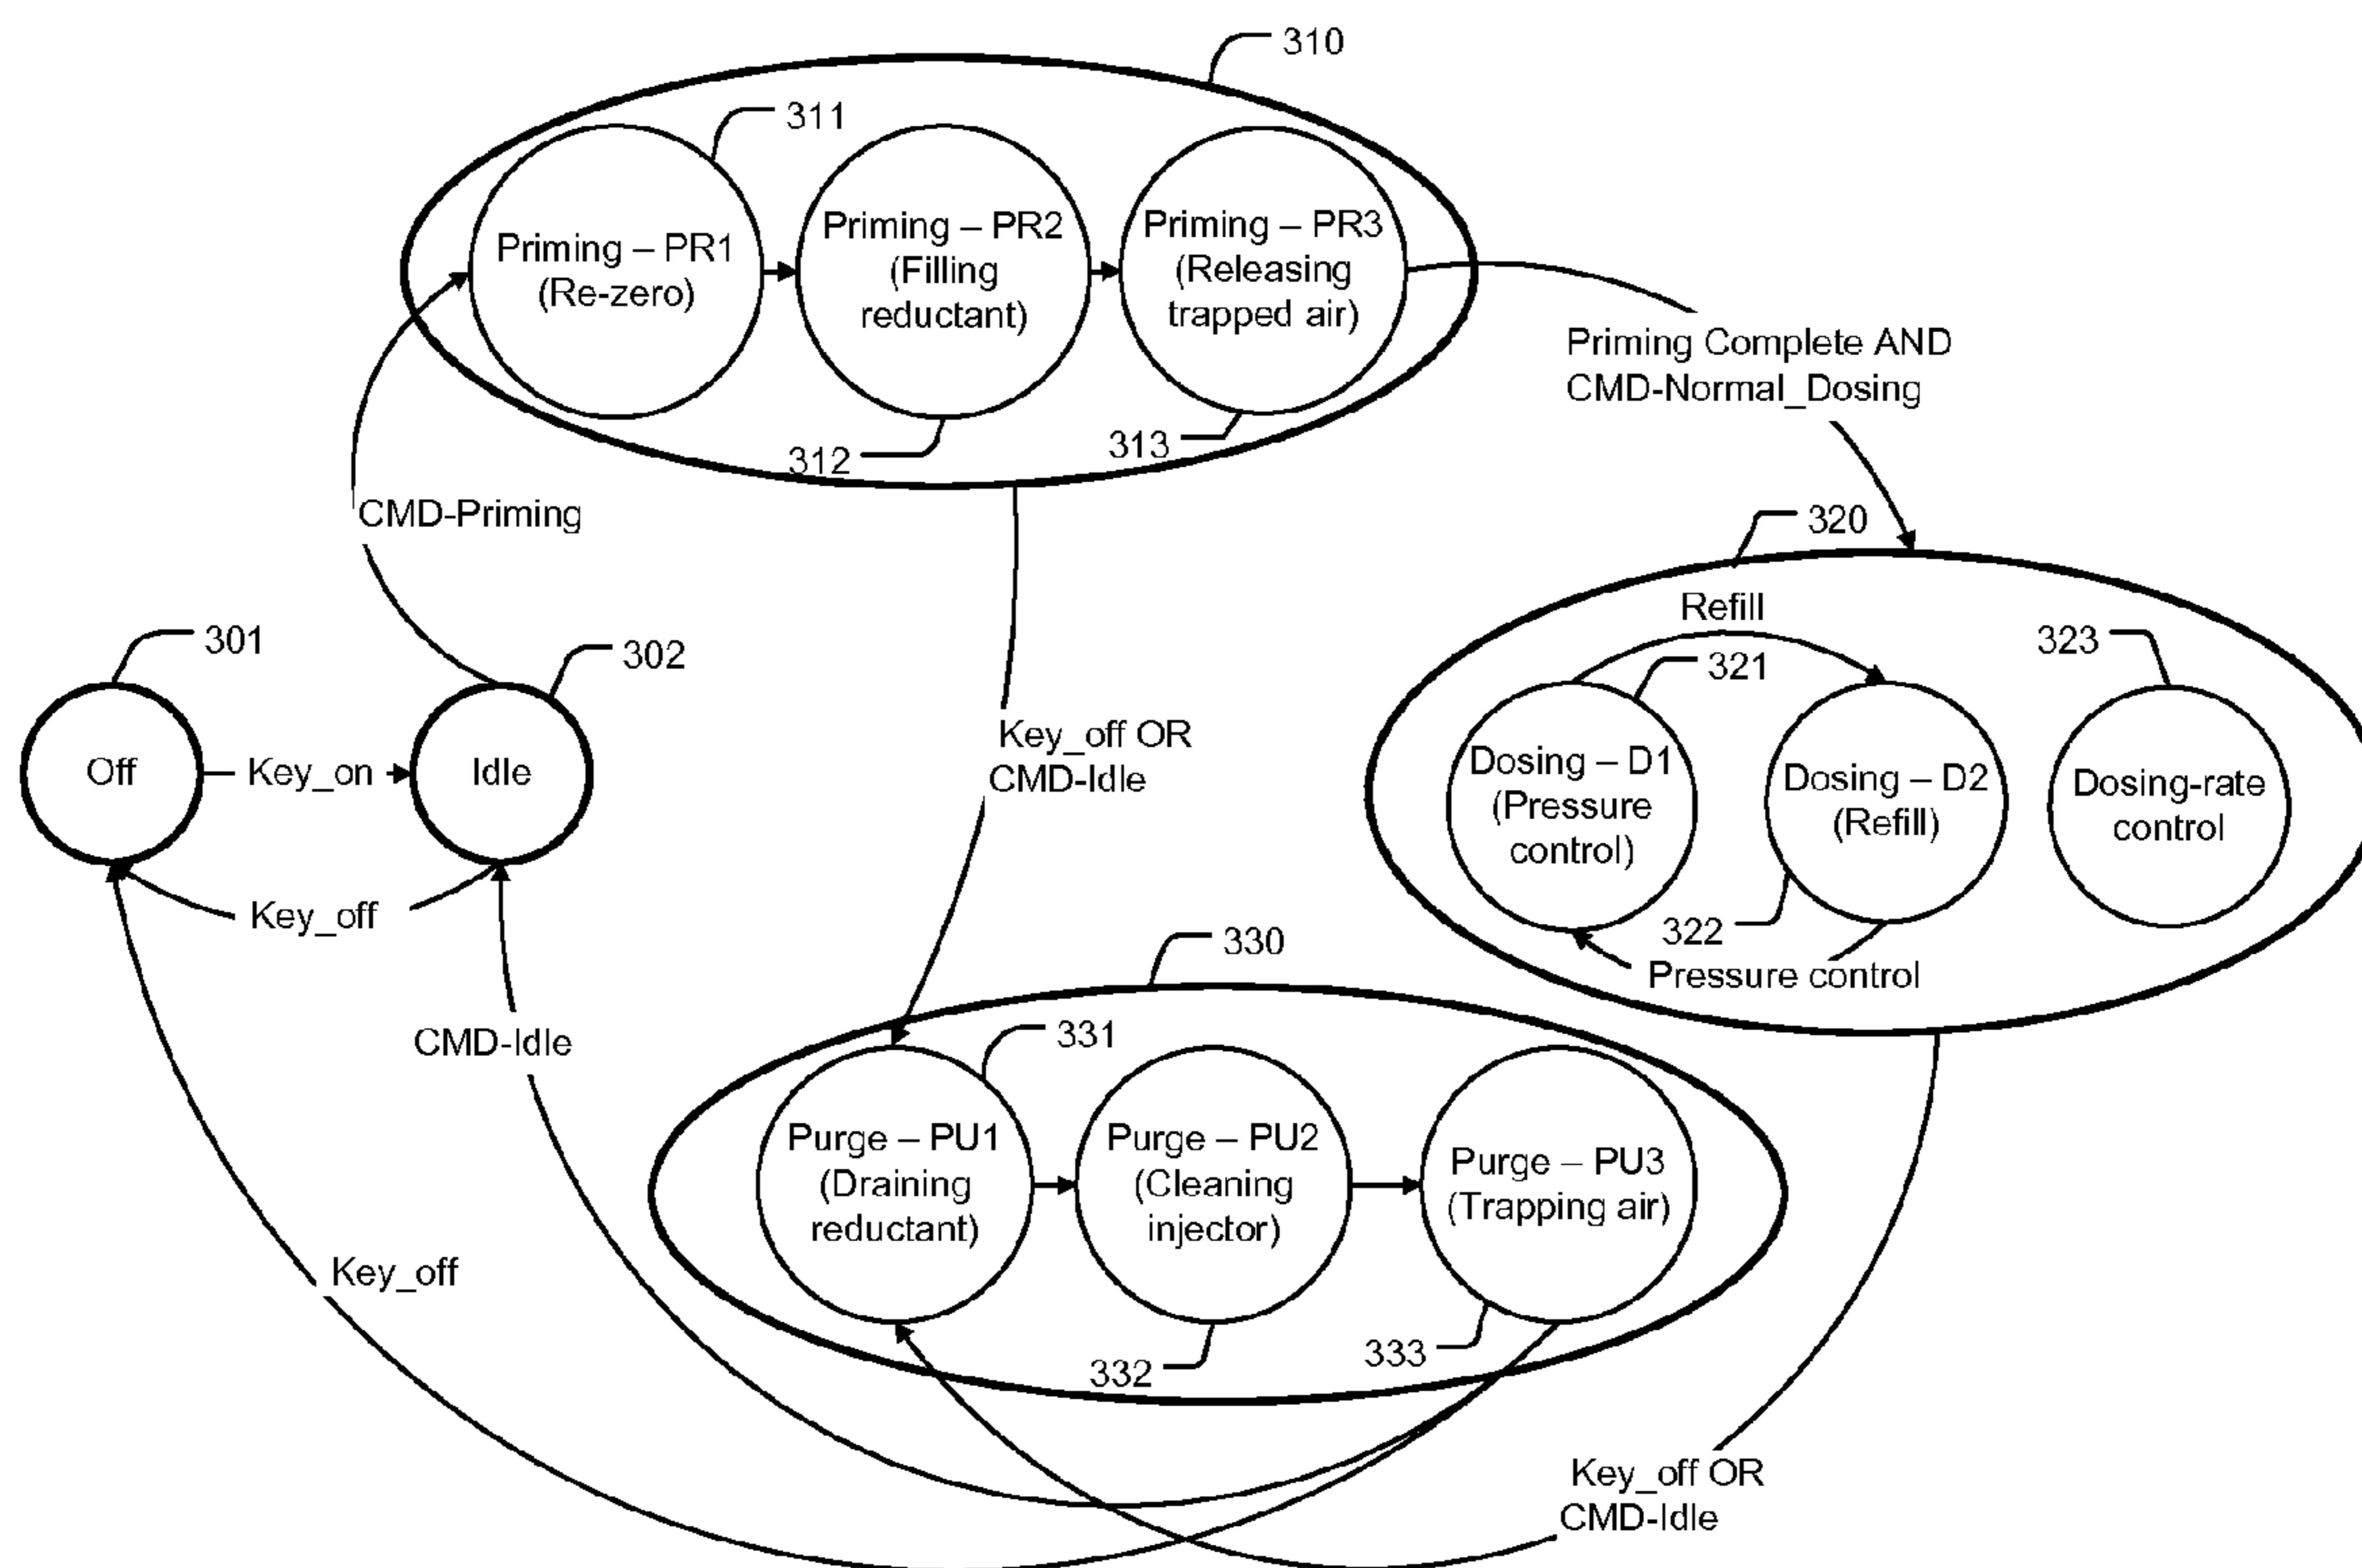 310
311
Priming – PR1
(Re-zero)
Priming – PR2
(Filling
reductant)
Priming – PR3
(Releasing
trapped air)
312
313
Priming Complete AND
CMD-Normal_Dosing
CMD-Priming
320
Refill
301
302
321
323
Off
Key_on
Idle
Key_off OR
CMD-Idle
Dosing – D1
(Pressure
control)
Dosing – D2
(Refill)
Dosing-rate
control
Key_off
322
Pressure control
330
CMD-Idle
331
Purge – PU1
(Draining
reductant)
Purge – PU2
(Cleaning
injector)
Purge – PU3
(Trapping air)
Key_off
332
333
Key_off OR
CMD-Idle